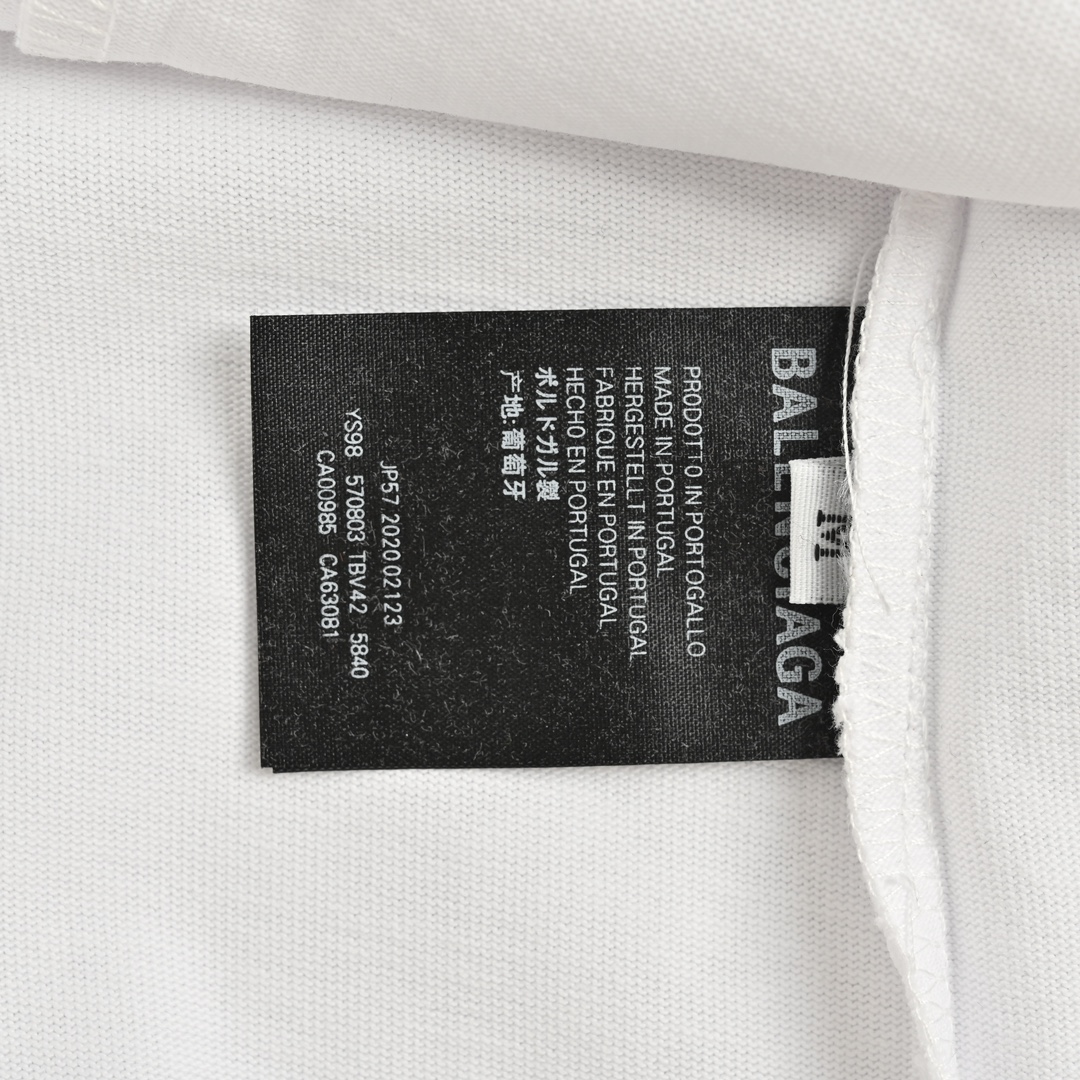 BALENCIAGA
M
PRODOTTO IN PORTOGALLO
MADE IN PORTUGAL
HERGESTELLT IN PORTUGAL
FABRIQUE EN PORTUGAL
HECHO EN PORTUGAL
ポルトガル製
产地:葡萄牙
JP57 2020 02123
YS98 570803 TBV42 5840
CA00985 CA63081